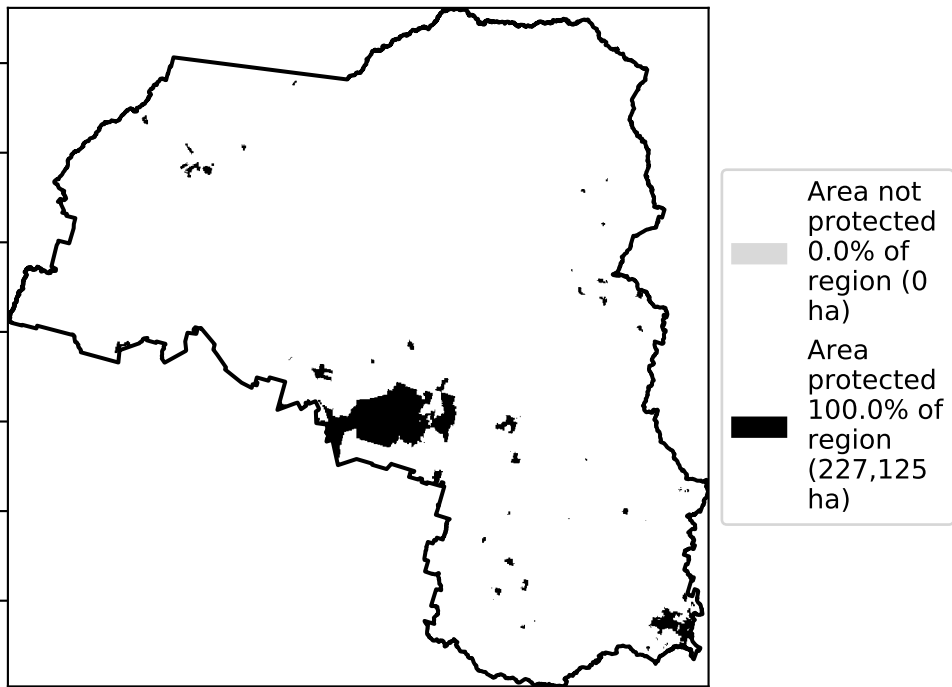 Area not
protected
0.0% of
region (0
ha)
Area
protected
100.0% of
region
(227,125
ha)